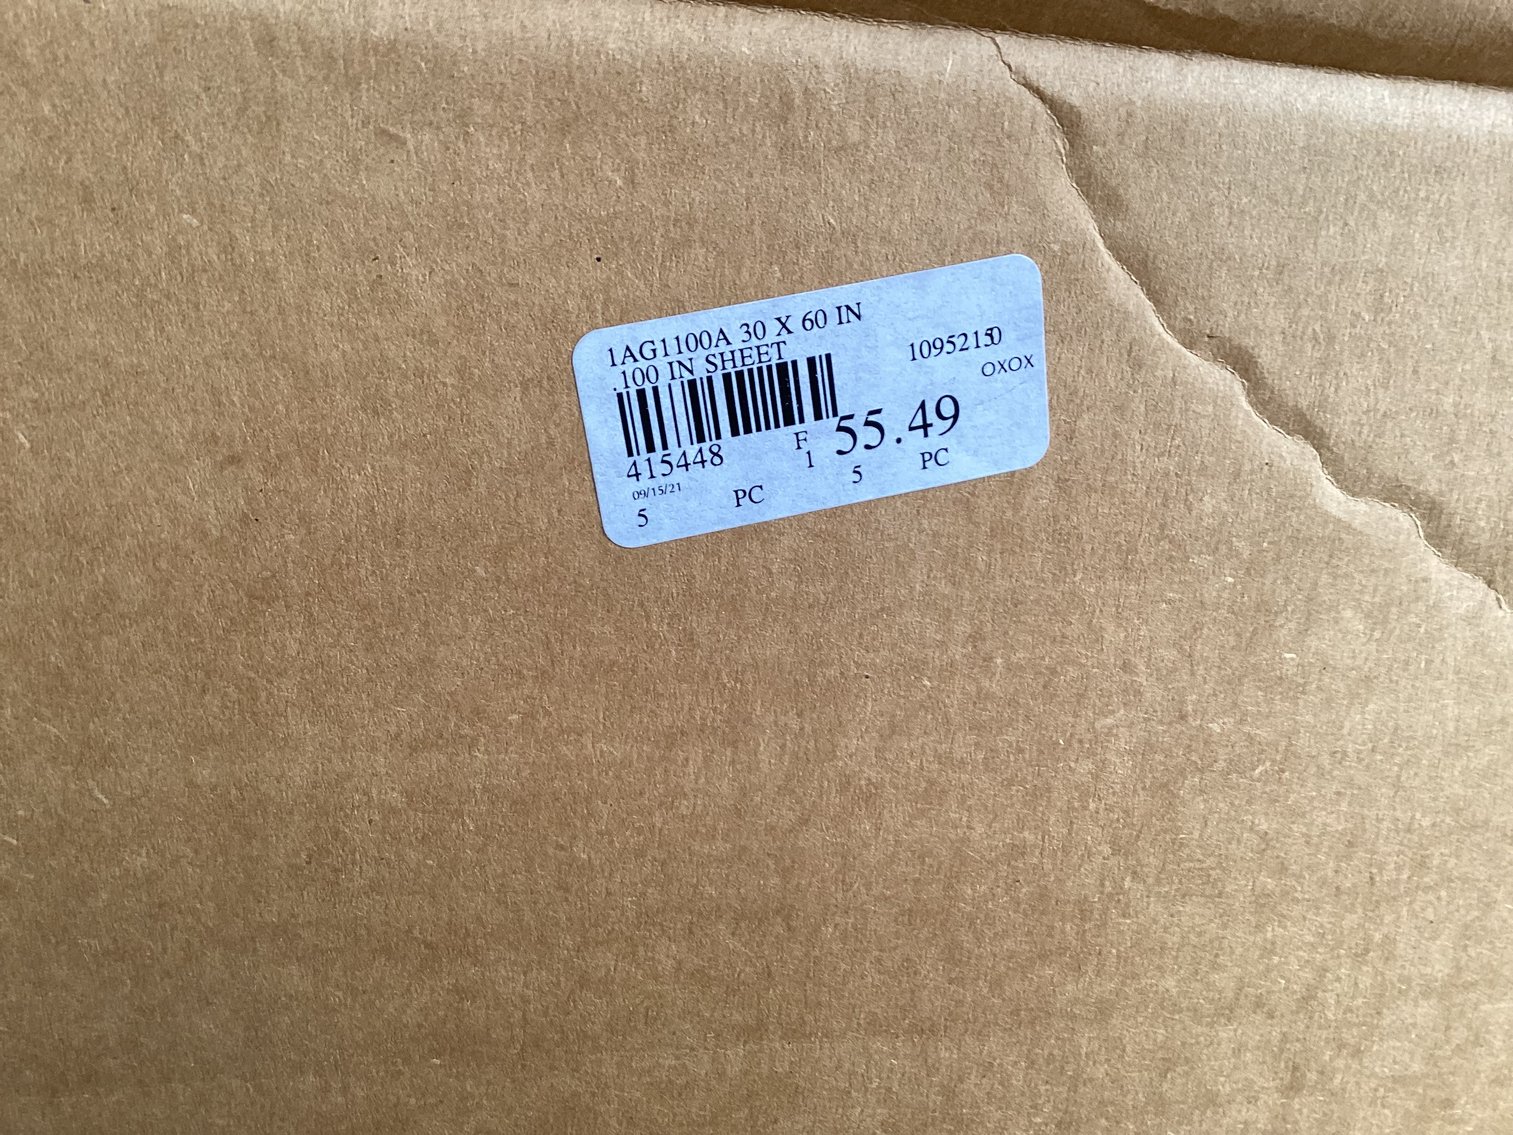 1AG1100A 30 X 60 IN
.100 IN SHEET
OXOX
415448
F
1
55.49
09/15/21
5
PC
5
PC